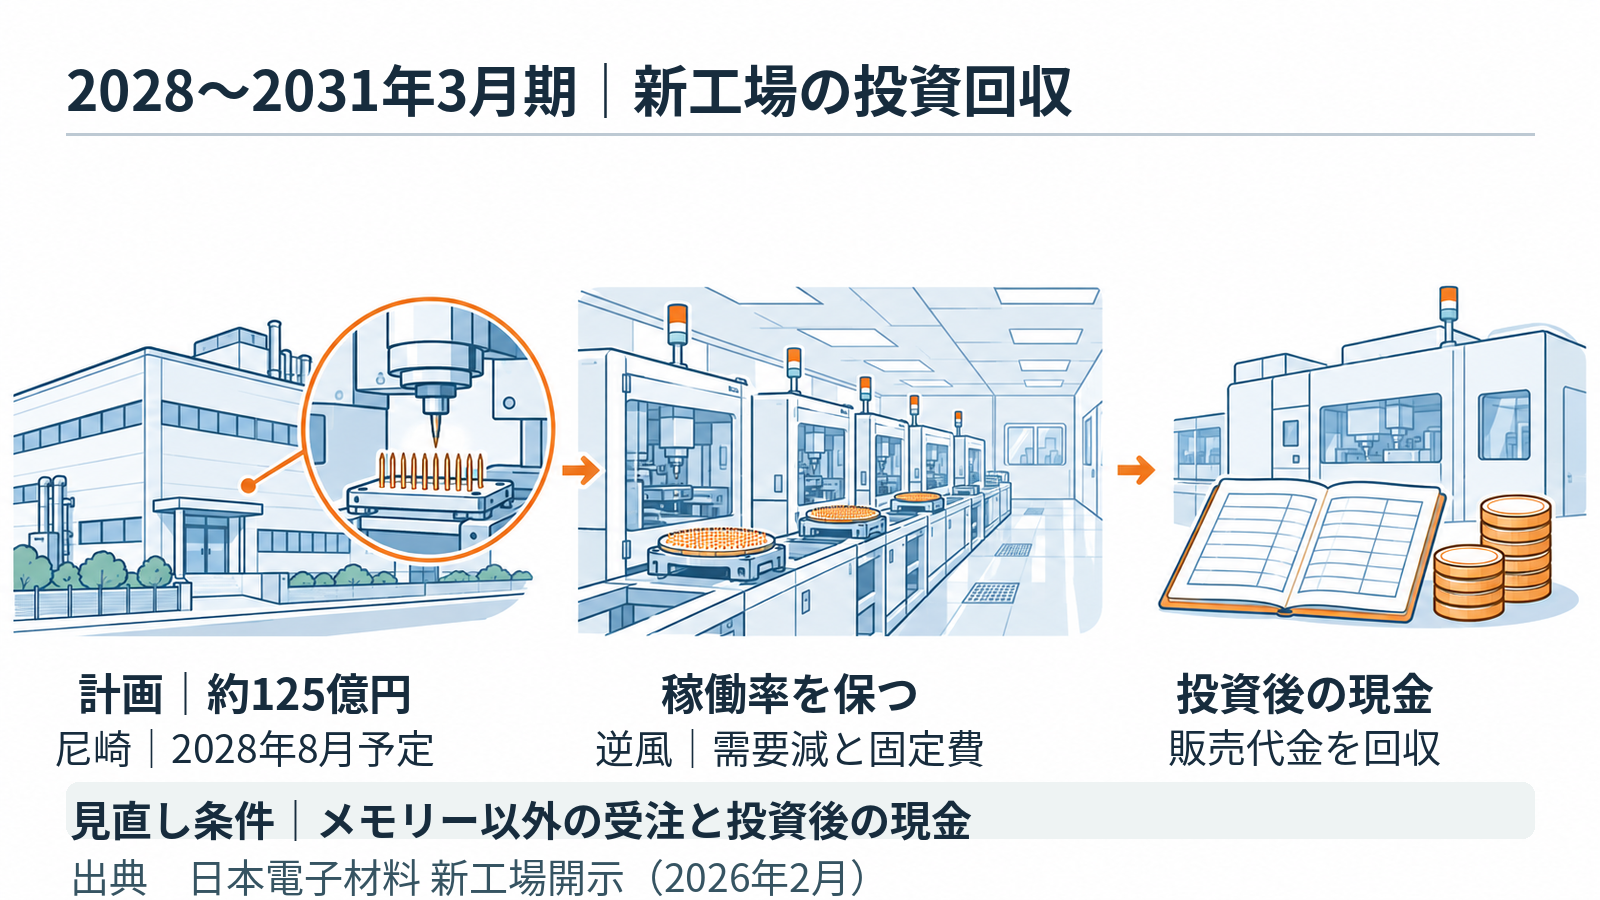 2028～2031年3月期｜新工場の投資回収
計画｜約125億円
尼崎｜2028年8月予定
稼働率を保つ
逆風｜需要減と固定費
投資後の現金
販売代金を回収
見直し条件｜メモリー以外の受注と投資後の現金
出典　日本電子材料 新工場開示（2026年2月）